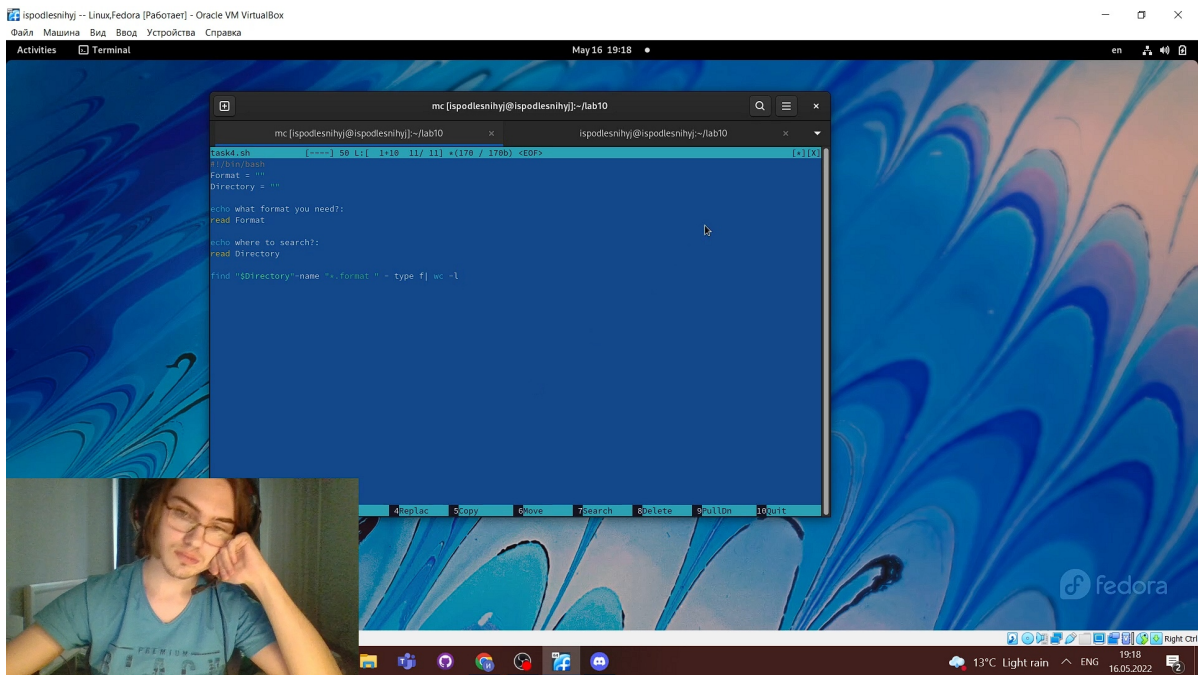 ispodlesnihyj -- Linux,Fedora [Работает] - Oracle VM VirtualBox
Файл Машина Вид Ввод Устройства Справка
Activities Terminal May 16 19:18 en
mc [ispodlesnihyj@ispodlesnihyj]:~/lab10
mc [ispodlesnihyj@ispodlesnihyj]:~/lab10 × ispodlesnihyj@ispodlesnihyj:~/lab10 ×
task4.sh [----] 50 L:[ 1+10 11/ 11] *(170 / 170b) <EOF> [*][X]
#!/bin/bash
Format = ""
Directory = ""
echo what format you need?:
read Format
echo where to search?:
read Directory
find "$Directory"-name "*.format " - type f| wc -l
4Replac 5Copy 6Move 7Search 8Delete 9PullDn 10Quit
fedora
PREMIUM
Right Ctrl
13°C Light rain ENG 19:18
16.05.2022
2